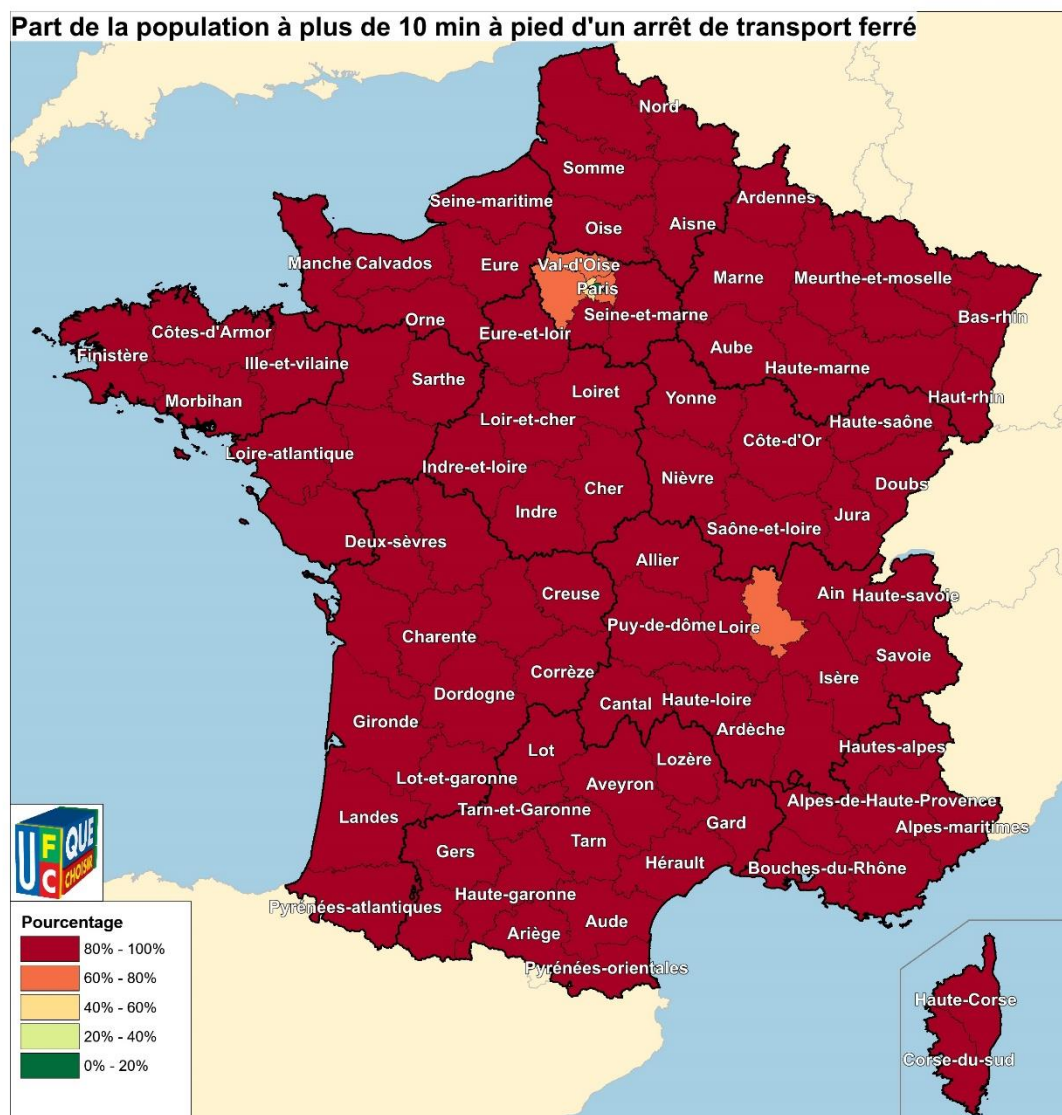 Part de la population à plus de 10 min à pied d'un arrêt de transport ferré
Nord
Somme
Ardennes
Seine-maritime
Oise
Aisne
Manche Calvados
Eure
Val-d'Oise
Marne
Meurthe-et-moselle
Paris
Seine-et-marne
Bas-rhin
Orne
Côtes-d'Armor
Eure-et-loir
Finistère
Ille-et-vilaine
Aube
Haute-marne
Sarthe
Morbihan
Loiret
Yonne
Haut-rhin
Loir-et-cher
Haute-saône
Côte-d'Or
Loire-atlantique
Indre-et-loire
Nièvre
Doubs
Cher
Indre
Jura
Saône-et-loire
Deux-sèvres
Allier
Creuse
Ain
Haute-savoie
Puy-de-dôme
Loire
Charente
Savoie
Corrèze
Isère
Dordogne
Cantal
Haute-loire
Gironde
Ardèche
Lot
Hautes-alpes
Lozère
Lot-et-garonne
Aveyron
Alpes-de-Haute-Provence
Tarn-et-Garonne
Landes
Gard
Alpes-maritimes
Tarn
Gers
Hérault
Bouches-du-Rhône
Haute-garonne
Pyrénées-atlantiques
Aude
Ariège
Pyrénées-orientales
Haute-Corse
Corse-du-sud
UFC QUE CHOISIR
Pourcentage
80% - 100%
60% - 80%
40% - 60%
20% - 40%
0% - 20%